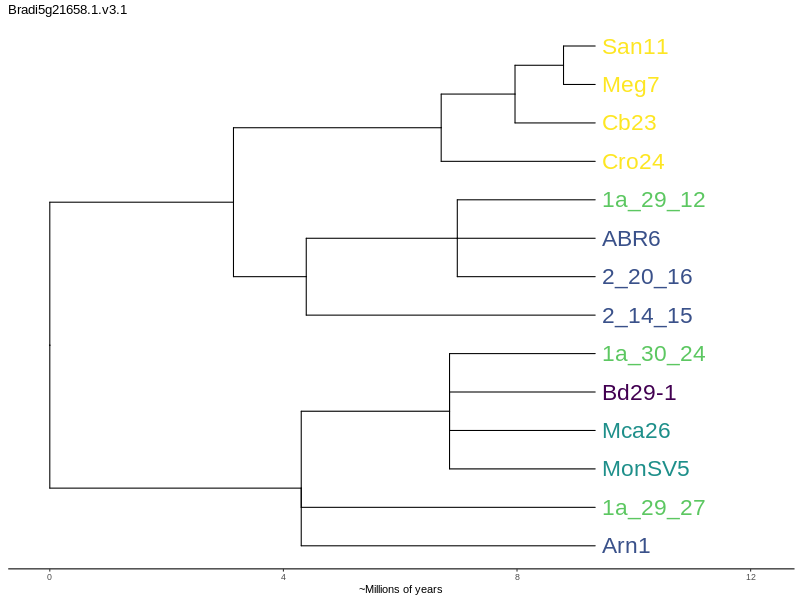 Bradi5g21658.1.v3.1
San11
Meg7
Cb23
Cro24
1a_29_12
ABR6
2_20_16
2_14_15
1a_30_24
Bd29-1
Mca26
MonSV5
1a_29_27
Arn1
0 4 8 12
~Millions of years